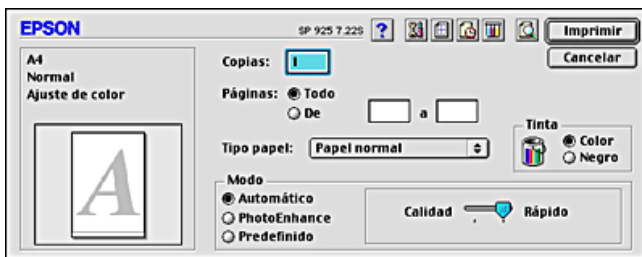 EPSON
SP 925 7.22S
?
Imprimir
Cancelar
A4
Normal
Ajuste de color
A
Copias: 1
Páginas: Todo
De a
Tipo papel: Papel normal
Tinta
Color
Negro
Modo
Automático
PhotoEnhance
Predefinido
Calidad Rápido